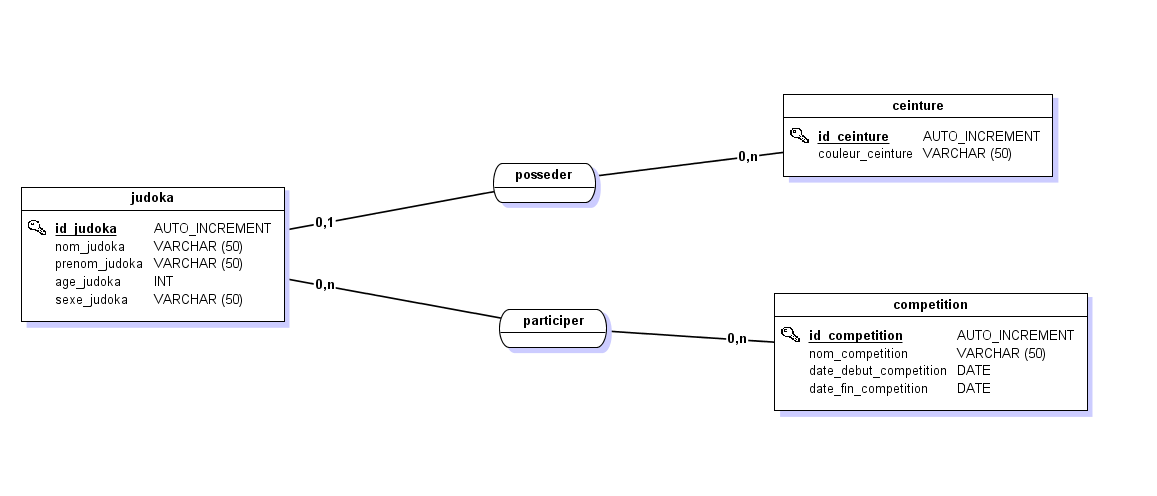 ceinture
id_ceinture AUTO_INCREMENT
couleur_ceinture VARCHAR (50)
0,n
posseder
judoka
id_judoka AUTO_INCREMENT
nom_judoka VARCHAR (50)
prenom_judoka VARCHAR (50)
age_judoka INT
sexe_judoka VARCHAR (50)
0,1
0,n
participer
0,n
competition
id_competition AUTO_INCREMENT
nom_competition VARCHAR (50)
date_debut_competition DATE
date_fin_competition DATE